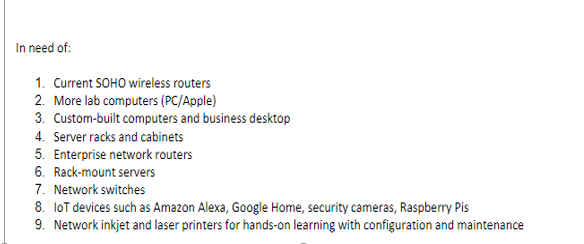 In need of:
1. Current SOHO wireless routers
2. More lab computers (PC/Apple)
3. Custom-built computers and business desktop
4. Server racks and cabinets
5. Enterprise network routers
6. Rack-mount servers
7. Network switches
8. IoT devices such as Amazon Alexa, Google Home, security cameras, Raspberry Pis
9. Network inkjet and laser printers for hands-on learning with configuration and maintenance